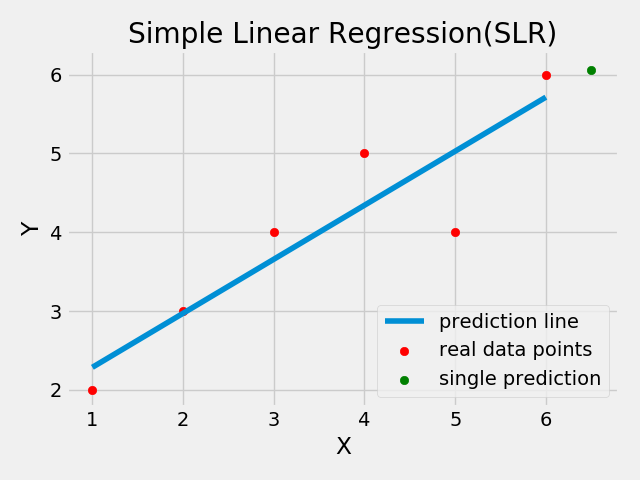 Simple Linear Regression(SLR)
6
5
4
3
2
Y
prediction line
real data points
single prediction
1 2 3 4 5 6
X